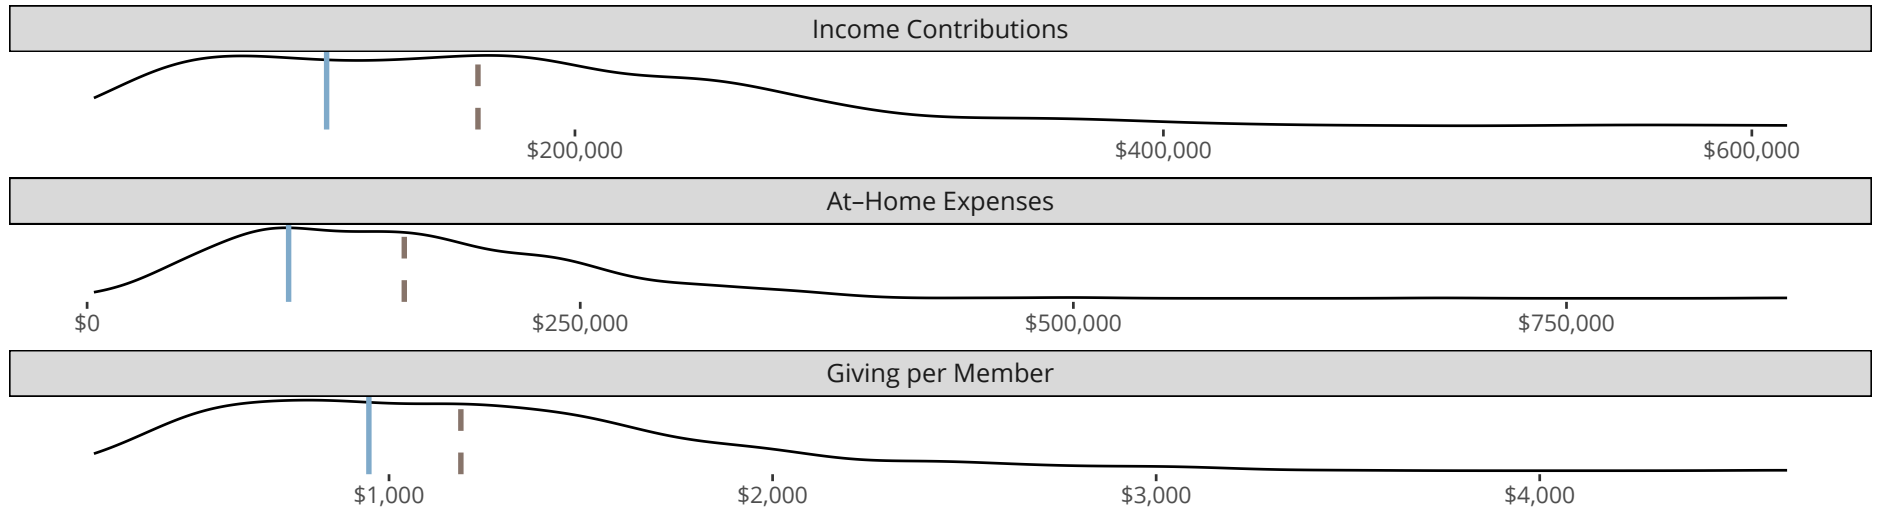 Income Contributions
$200,000 $400,000 $600,000
At–Home Expenses
$0 $250,000 $500,000 $750,000
Giving per Member
$1,000 $2,000 $3,000 $4,000